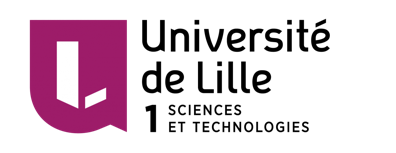 Université
de Lille
1 SCIENCES
ET TECHNOLOGIES